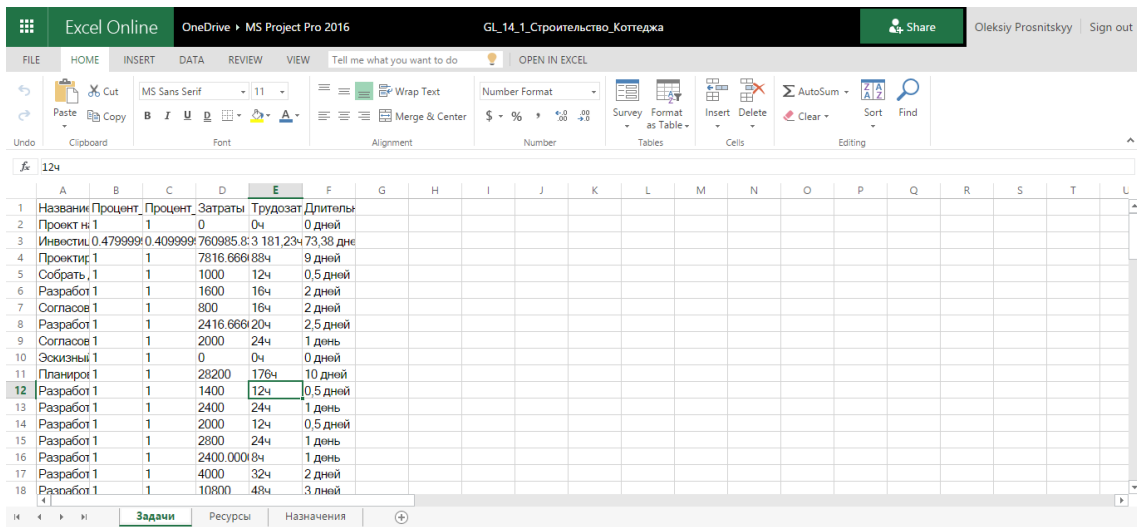 Excel Online OneDrive ▸ MS Project Pro 2016 GL_14_1_Строительство_Коттеджа Share Oleksiy Prosnitskyy Sign out
FILE HOME INSERT DATA REVIEW VIEW Tell me what you want to do OPEN IN EXCEL
Cut MS Sans Serif 11 Wrap Text Number Format AutoSum
Paste Copy B I U D A Merge & Center $ % , .00 .0 Survey Format as Table Insert Delete Clear Sort Find
Undo Clipboard Font Alignment Number Tables Cells Editing
fx 12ч
A B C D E F G H I J K L M N O P Q R S T U
1 Название Процент_ Процент_ Затраты Трудозат Длительн
2 Проект на 1 1 0 0ч 0 дней
3 Инвестиц 0.479999 0.409999 760985.8 3 181,23ч 73,38 дне
4 Проектир 1 1 7816.666 88ч 9 дней
5 Собрать 1 1 1000 12ч 0,5 дней
6 Разработ 1 1 1600 16ч 2 дней
7 Согласов 1 1 800 16ч 2 дней
8 Разработ 1 1 2416.666 20ч 2,5 дней
9 Согласов 1 1 2000 24ч 1 день
10 Эскизный 1 1 0 0ч 0 дней
11 Планиров 1 1 28200 176ч 10 дней
12 Разработ 1 1 1400 12ч 0,5 дней
13 Разработ 1 1 2400 24ч 1 день
14 Разработ 1 1 2000 12ч 0,5 дней
15 Разработ 1 1 2800 24ч 1 день
16 Разработ 1 1 2400.000 8ч 1 день
17 Разработ 1 1 4000 32ч 2 дней
18 Разработ 1 1 10800 48ч 3 дней
Задачи Ресурсы Назначения